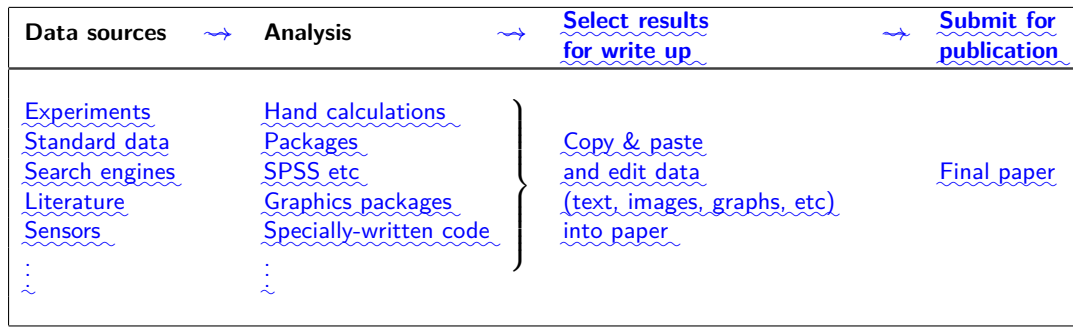 Data sources ⤳ Analysis ⤳ Select results for write up ⤳ Submit for publication
Experiments
Standard data
Search engines
Literature
Sensors
⋮
Hand calculations
Packages
SPSS etc
Graphics packages
Specially-written code
⋮
Copy & paste
and edit data
(text, images, graphs, etc)
into paper
Final paper